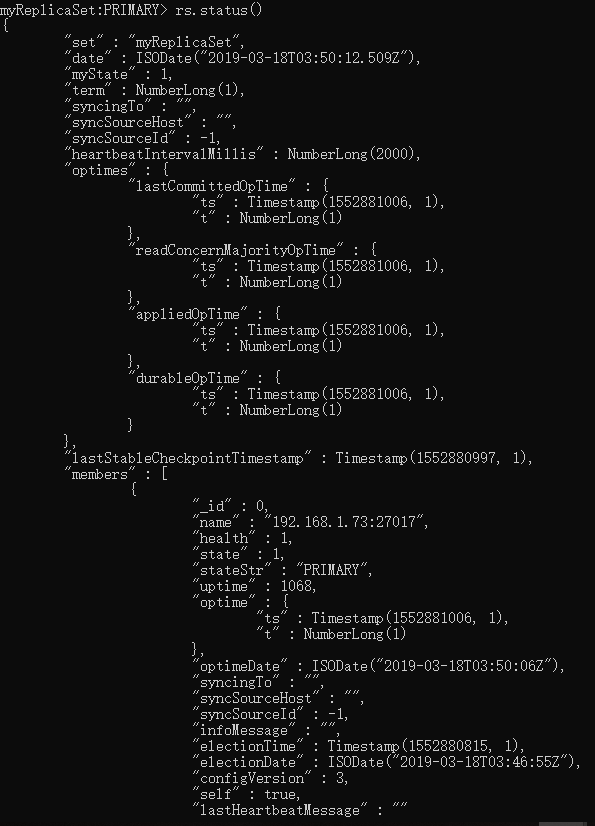 myReplicaSet:PRIMARY> rs.status()
{
"set" : "myReplicaSet",
"date" : ISODate("2019-03-18T03:50:12.509Z"),
"myState" : 1,
"term" : NumberLong(1),
"syncingTo" : "",
"syncSourceHost" : "",
"syncSourceId" : -1,
"heartbeatIntervalMillis" : NumberLong(2000),
"optimes" : {
"lastCommittedOpTime" : {
"ts" : Timestamp(1552881006, 1),
"t" : NumberLong(1)
},
"readConcernMajorityOpTime" : {
"ts" : Timestamp(1552881006, 1),
"t" : NumberLong(1)
},
"appliedOpTime" : {
"ts" : Timestamp(1552881006, 1),
"t" : NumberLong(1)
},
"durableOpTime" : {
"ts" : Timestamp(1552881006, 1),
"t" : NumberLong(1)
}
},
"lastStableCheckpointTimestamp" : Timestamp(1552880997, 1),
"members" : [
{
"_id" : 0,
"name" : "192.168.1.73:27017",
"health" : 1,
"state" : 1,
"stateStr" : "PRIMARY",
"uptime" : 1068,
"optime" : {
"ts" : Timestamp(1552881006, 1),
"t" : NumberLong(1)
},
"optimeDate" : ISODate("2019-03-18T03:50:06Z"),
"syncingTo" : "",
"syncSourceHost" : "",
"syncSourceId" : -1,
"infoMessage" : "",
"electionTime" : Timestamp(1552880815, 1),
"electionDate" : ISODate("2019-03-18T03:46:55Z"),
"configVersion" : 3,
"self" : true,
"lastHeartbeatMessage" : ""